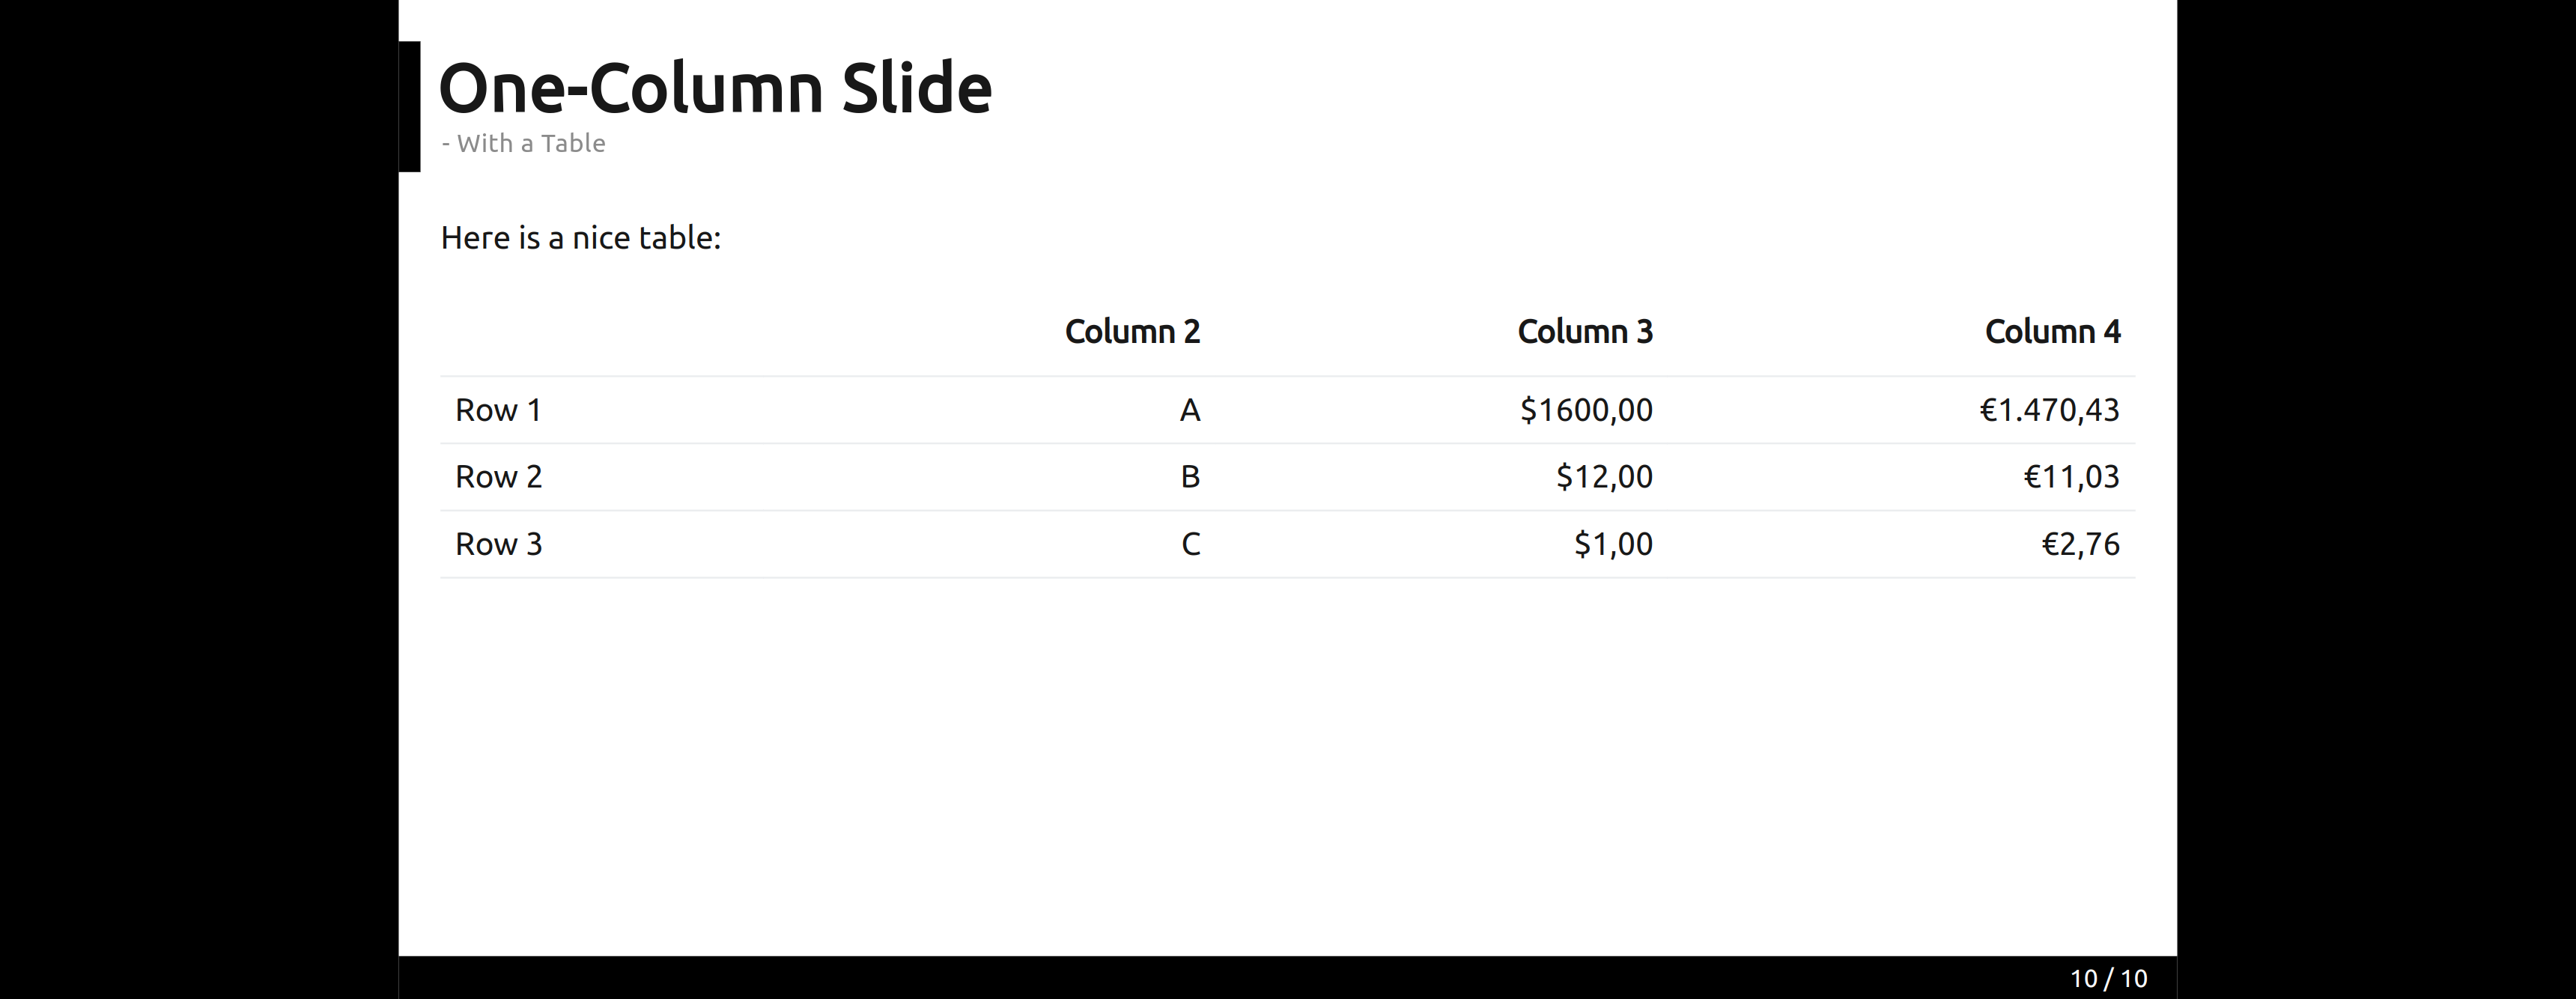 One-Column Slide
- With a Table
Here is a nice table:
Column 2 Column 3 Column 4
Row 1 A $1600,00 €1.470,43
Row 2 B $12,00 €11,03
Row 3 C $1,00 €2,76
10 / 10